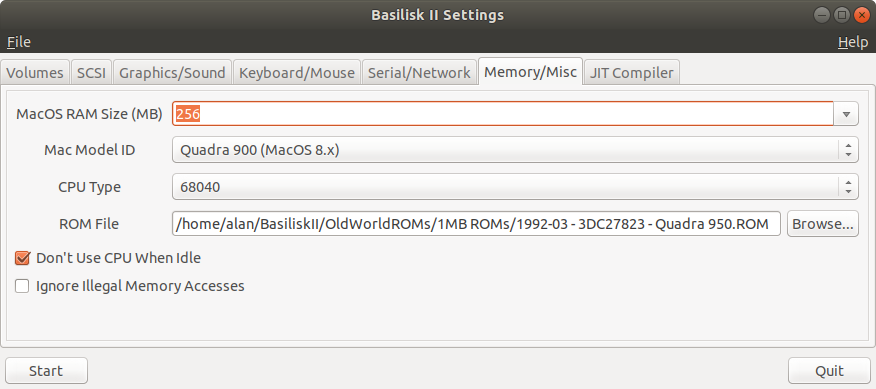 Basilisk II Settings
File Help
Volumes SCSI Graphics/Sound Keyboard/Mouse Serial/Network Memory/Misc JIT Compiler
MacOS RAM Size (MB) 256
Mac Model ID Quadra 900 (MacOS 8.x)
CPU Type 68040
ROM File /home/alan/BasiliskII/OldWorldROMs/1MB ROMs/1992-03 - 3DC27823 - Quadra 950.ROM Browse...
Don't Use CPU When Idle
Ignore Illegal Memory Accesses
Start Quit